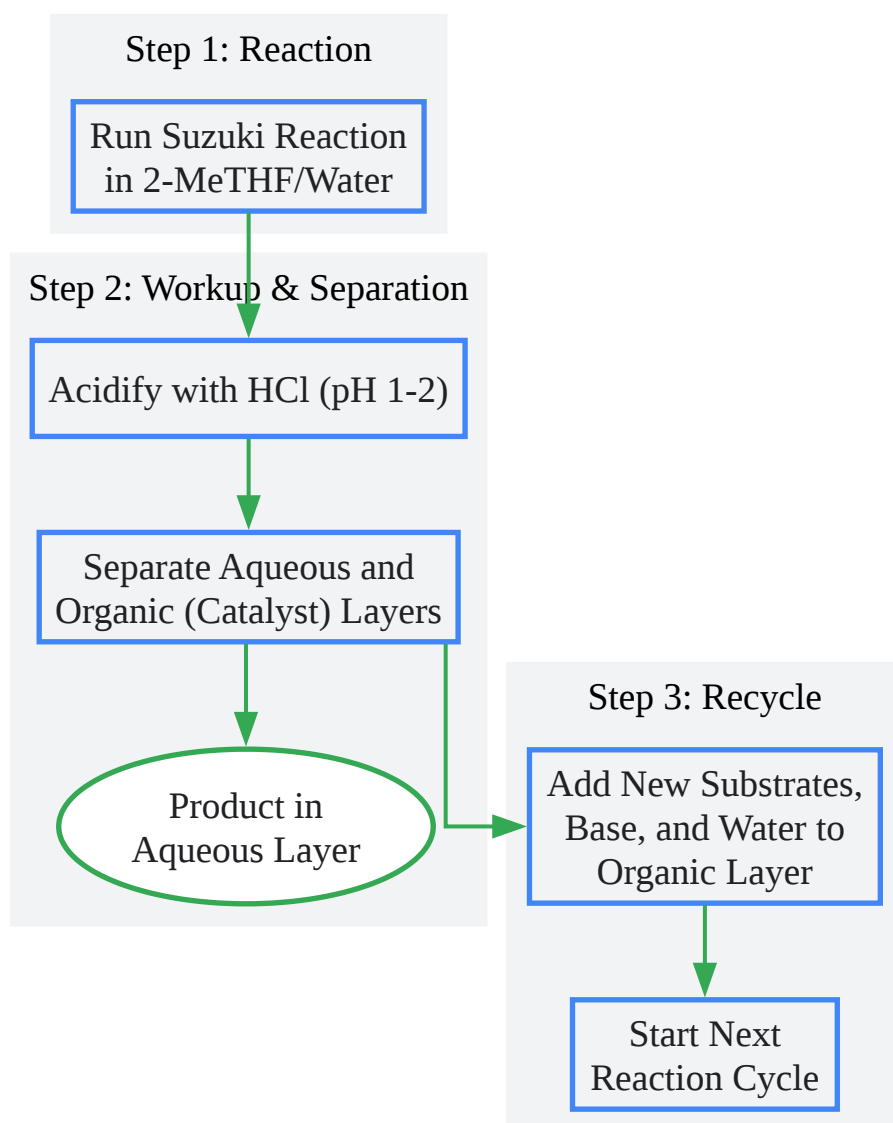 Step 1: Reaction
Run Suzuki Reaction
in 2-MeTHF/Water
Step 2: Workup & Separation
Acidify with HCl (pH 1-2)
Separate Aqueous and
Organic (Catalyst) Layers
Product in
Aqueous Layer
Step 3: Recycle
Add New Substrates,
Base, and Water to
Organic Layer
Start Next
Reaction Cycle